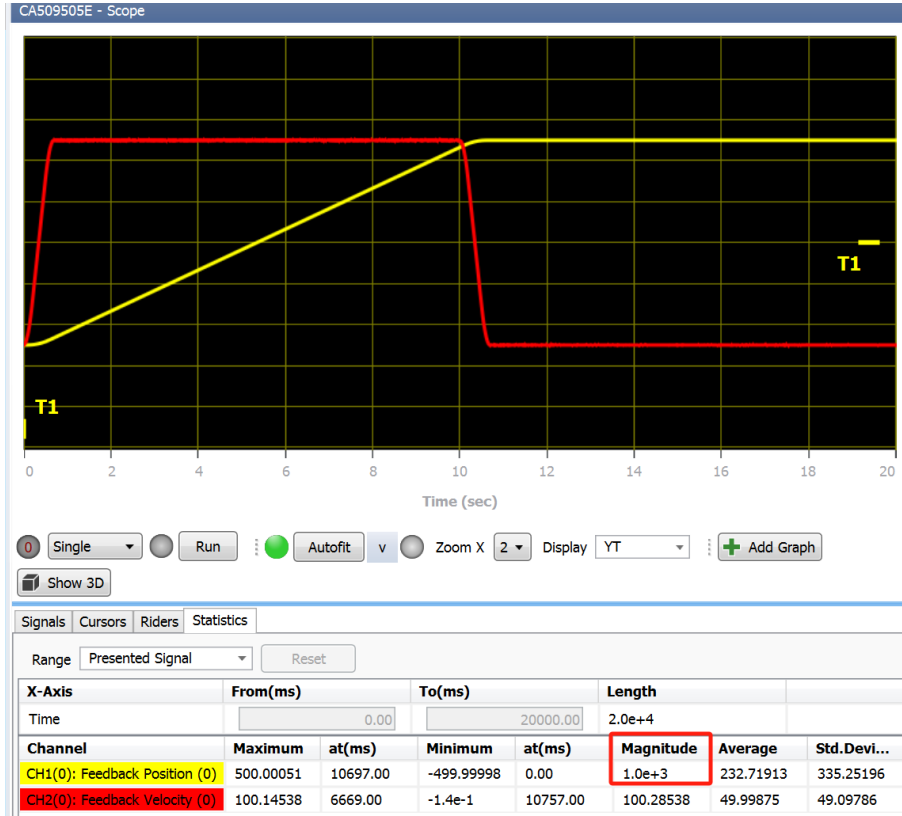 CA509505E - Scope
T1
T1
0 2 4 6 8 10 12 14 16 18 20
Time (sec)
0 Single Run Autofit v Zoom X 2 Display YT Add Graph
Show 3D
Signals Cursors Riders Statistics
Range Presented Signal Reset
X-Axis From(ms) To(ms) Length
Time 0.00 20000.00 2.0e+4
Channel Maximum at(ms) Minimum at(ms) Magnitude Average Std.Devi...
CH1(0): Feedback Position (0) 500.00051 10697.00 -499.99998 0.00 1.0e+3 232.71913 335.25196
CH2(0): Feedback Velocity (0) 100.14538 6669.00 -1.4e-1 10757.00 100.28538 49.99875 49.09786